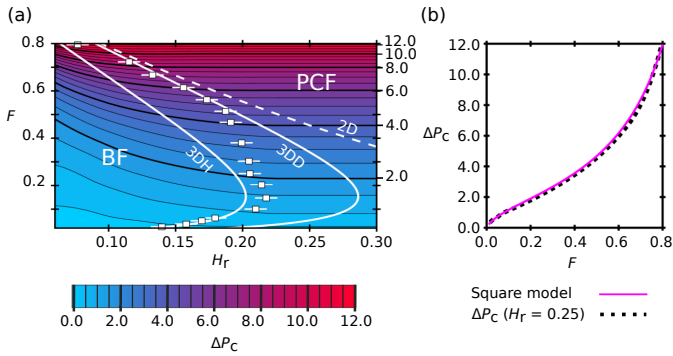 (a)
(b)
0.8
0.6
0.4
0.2
F
12.0
10.0
8.0
6.0
4.0
2.0
PCF
BF
2D
3DD
3DH
0.10
0.15
0.20
0.25
0.30
Hr
0.0
2.0
4.0
6.0
8.0
10.0
12.0
ΔPc
12.0
10.0
8.0
6.0
4.0
2.0
0.0
ΔPc
0.0
0.2
0.4
0.6
0.8
F
Square model
ΔPc (Hr = 0.25)